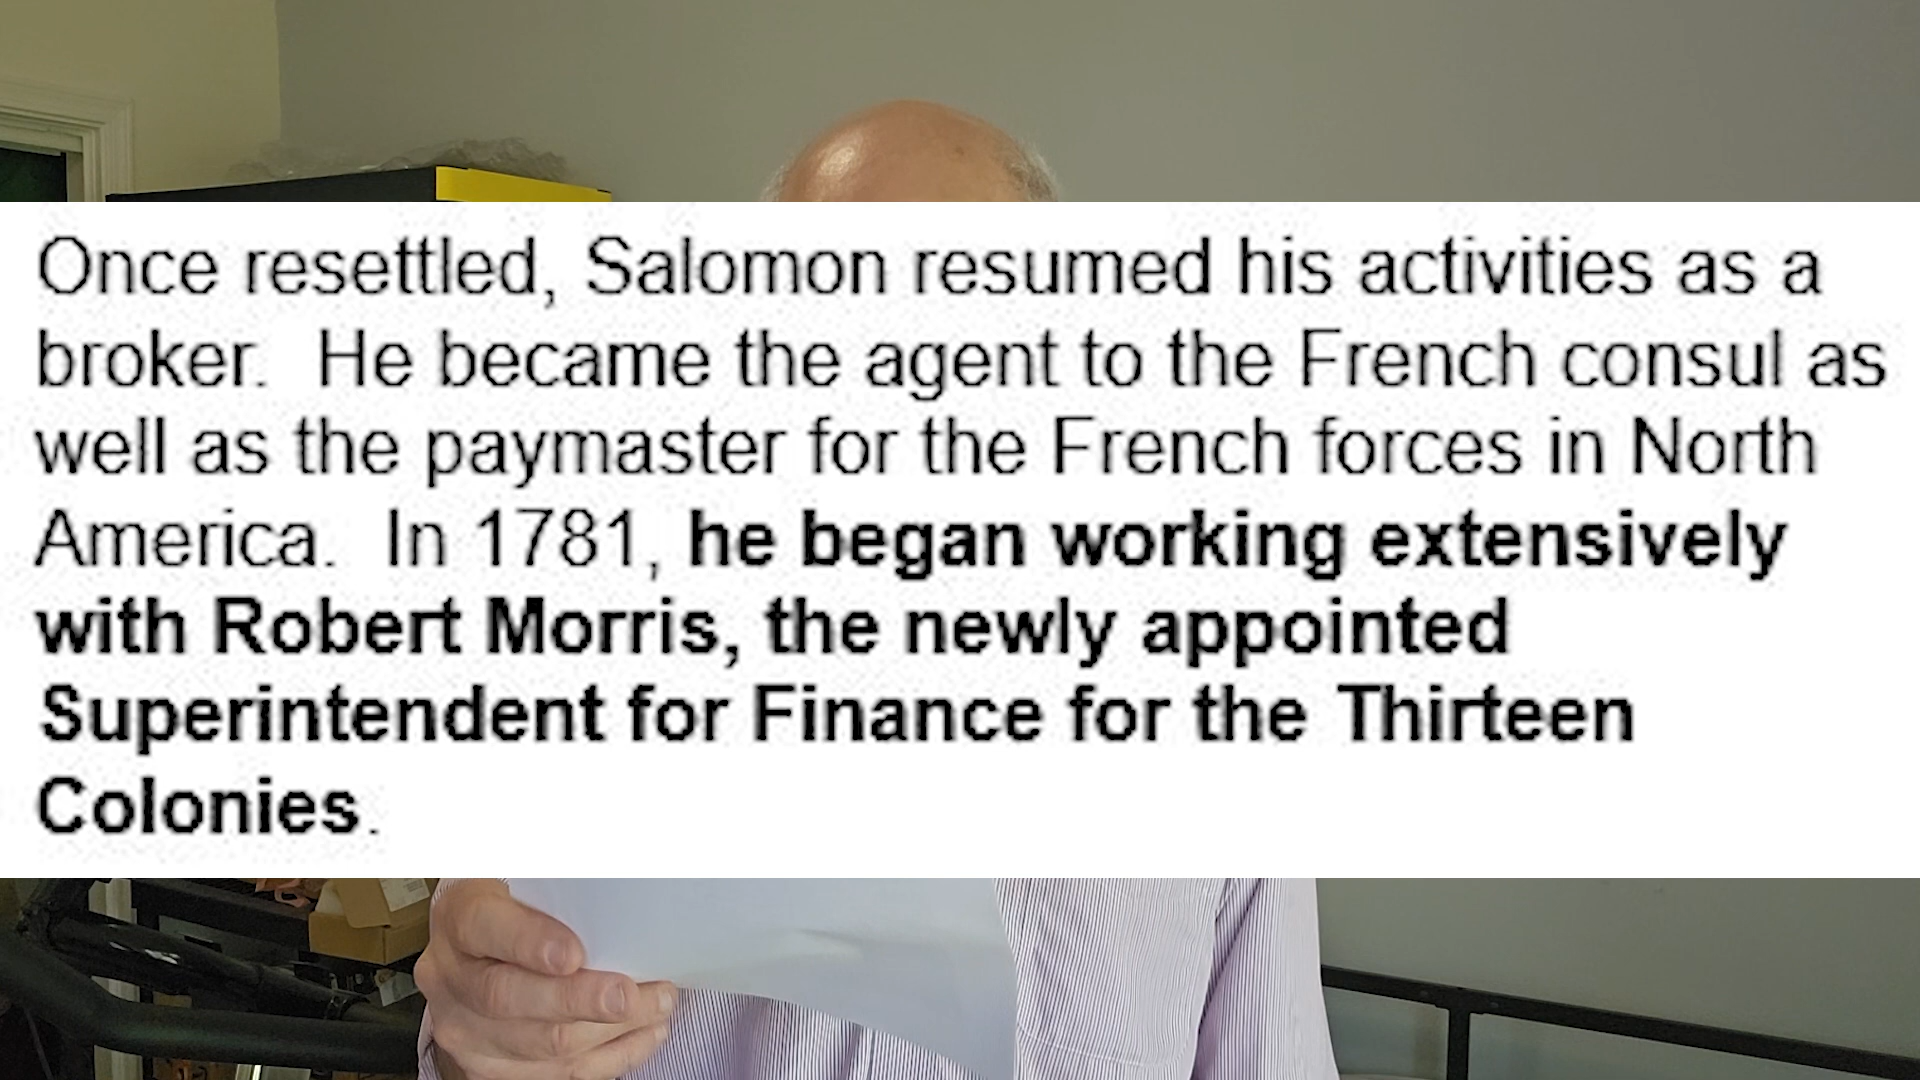 Once resettled, Salomon resumed his activities as a
broker.  He became the agent to the French consul as
well as the paymaster for the French forces in North
America.  In 1781, he began working extensively
with Robert Morris, the newly appointed
Superintendent for Finance for the Thirteen
Colonies.